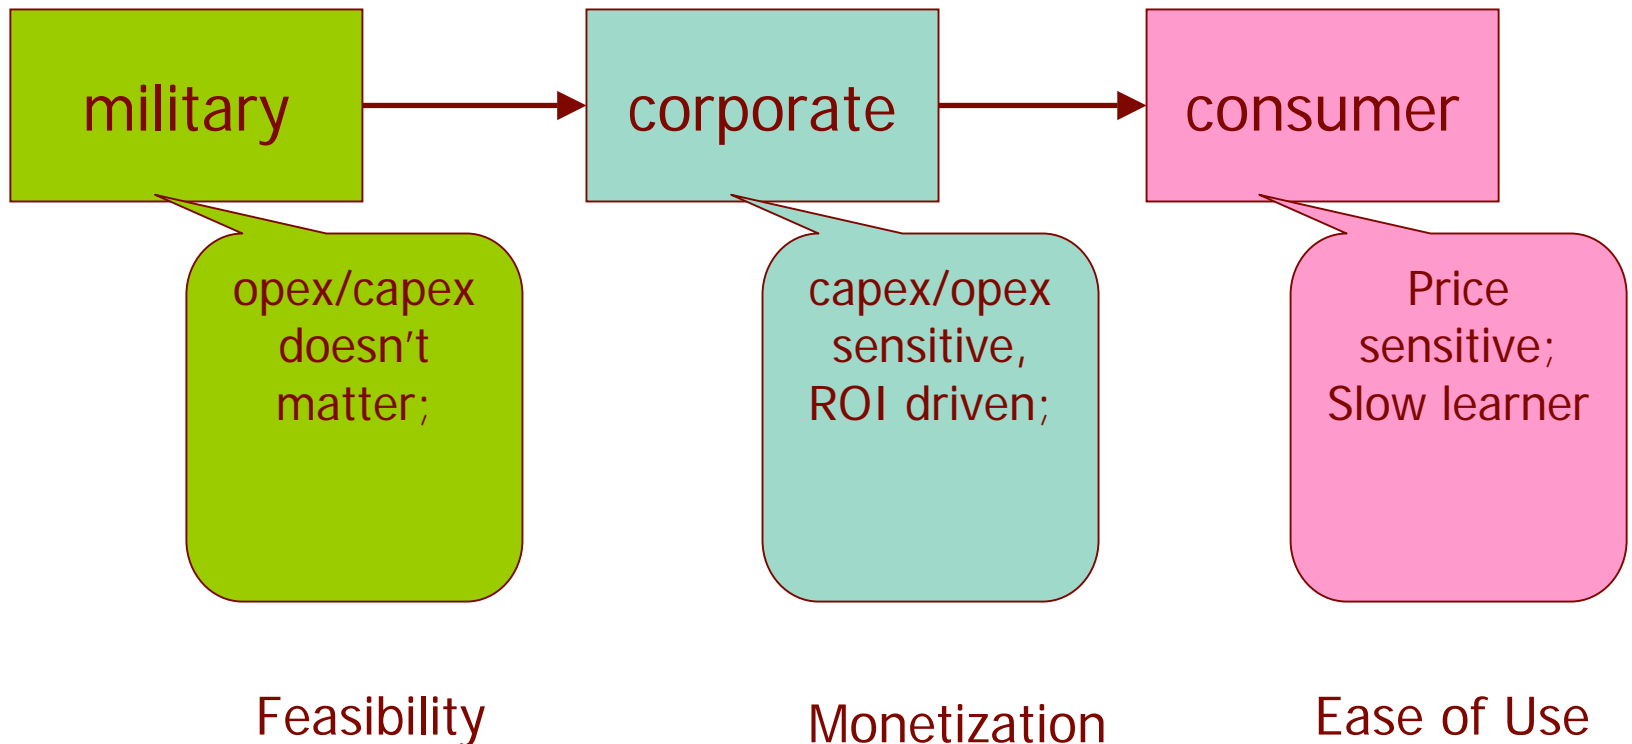 military
corporate
consumer
opex/capex
doesn't
matter;
capex/opex
sensitive,
ROI driven;
Price
sensitive;
Slow learner
Feasibility
Monetization
Ease of Use